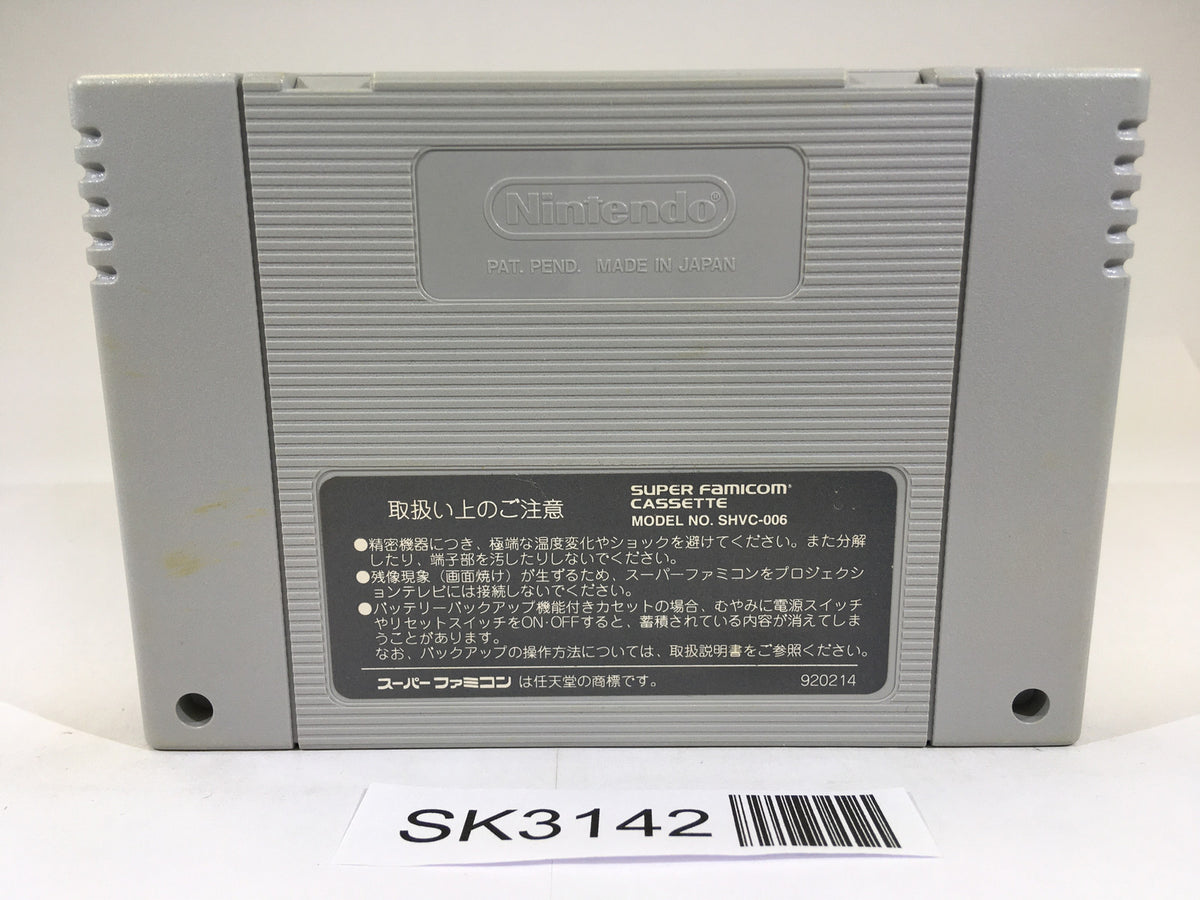 Nintendo®
PAT. PEND. MADE IN JAPAN
取扱い上のご注意
SUPER FAMICOM®
CASSETTE
MODEL NO. SHVC-006
●精密機器につき、極端な温度変化やショックを避けてください。また分解
したり、端子部を汚したりしないでください。
●残像現象（画面焼け）が生ずるため、スーパーファミコンをプロジェクシ
ョンテレビには接続しないでください。
●バッテリーバックアップ機能付きカセットの場合、むやみに電源スイッチ
やリセットスイッチをON・OFFすると、蓄積されている内容が消えてしま
うことがあります。
なお、バックアップの操作方法については、取扱説明書をご参照ください。
スーパーファミコン は任天堂の商標です。
920214
SK3142